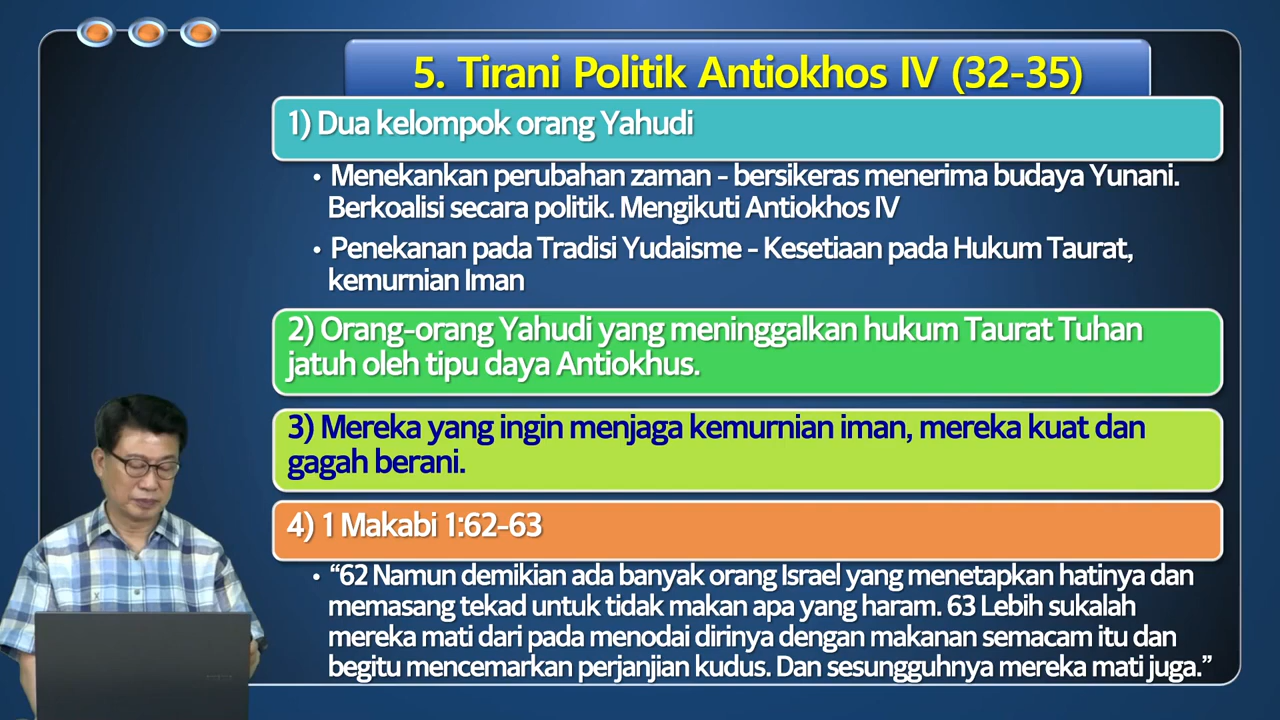 5. Tirani Politik Antiokhos IV (32-35)
1) Dua kelompok orang Yahudi
• Menekankan perubahan zaman - bersikeras menerima budaya Yunani.
Berkoalisi secara politik. Mengikuti Antiokhos IV
• Penekanan pada Tradisi Yudaisme - Kesetiaan pada Hukum Taurat,
kemurnian Iman
2) Orang-orang Yahudi yang meninggalkan hukum Taurat Tuhan
jatuh oleh tipu daya Antiokhus.
3) Mereka yang ingin menjaga kemurnian iman, mereka kuat dan
gagah berani.
4) 1 Makabi 1:62-63
• “62 Namun demikian ada banyak orang Israel yang menetapkan hatinya dan
memasang tekad untuk tidak makan apa yang haram. 63 Lebih sukalah
mereka mati dari pada menodai dirinya dengan makanan semacam itu dan
begitu mencemarkan perjanjian kudus. Dan sesungguhnya mereka mati juga.”